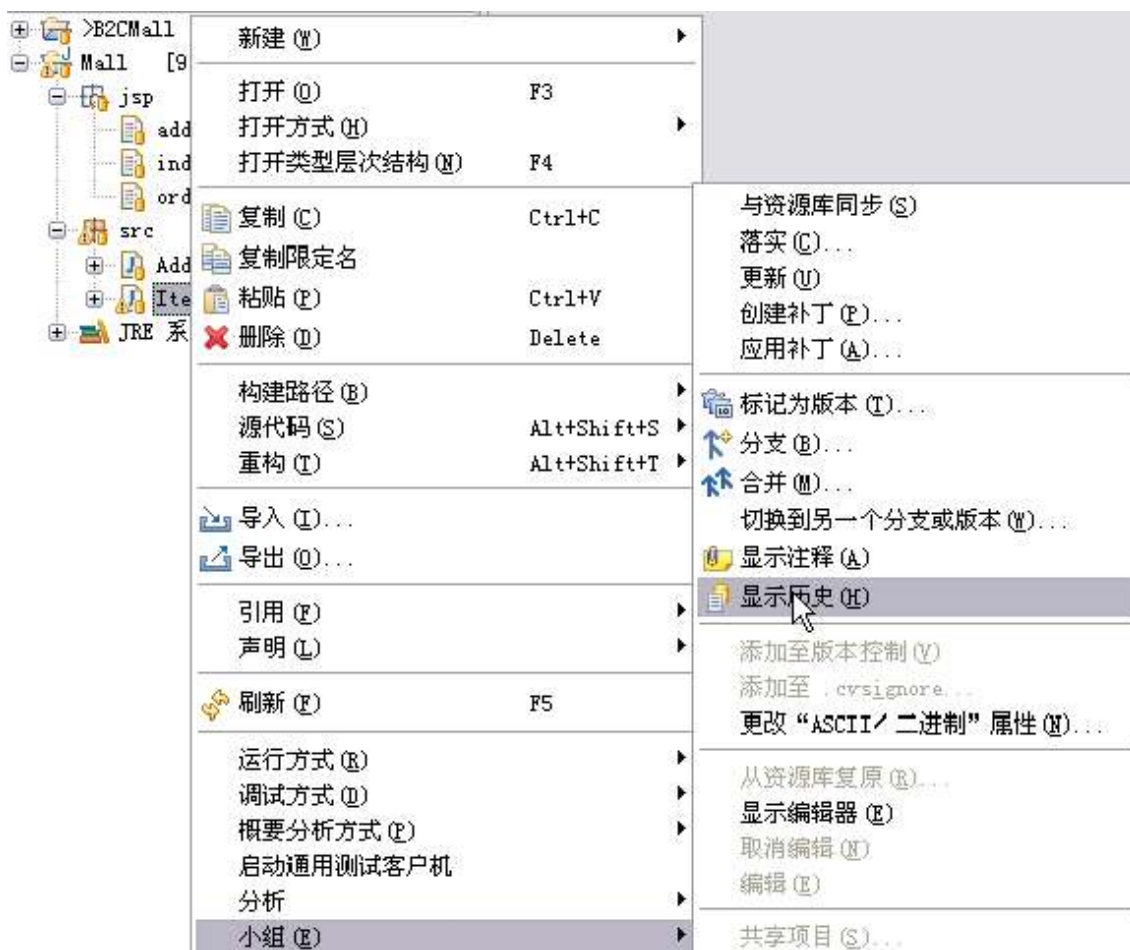 >B2CMall
Mall [9
jsp
add
ind
ord
src
Add
Ite
JRE 系
新建(W)
打开(O) F3
打开方式(H)
打开类型层次结构(N) F4
复制(C) Ctrl+C
复制限定名
粘贴(P) Ctrl+V
删除(D) Delete
构建路径(B)
源代码(S) Alt+Shift+S
重构(T) Alt+Shift+T
导入(I)...
导出(O)...
引用(F)
声明(L)
刷新(F) F5
运行方式(R)
调试方式(D)
概要分析方式(P)
启动通用测试客户机
分析
小组(E)
与资源库同步(S)
落实(C)...
更新(U)
创建补丁(P)...
应用补丁(A)...
标记为版本(T)...
分支(B)...
合并(M)...
切换到另一个分支或版本(W)...
显示注释(A)
显示历史(H)
添加至版本控制(V)
添加至 .cvsignore...
更改“ASCII/二进制”属性(N)...
从资源库复原(R)...
显示编辑器(E)
取消编辑(N)
编辑(E)
共享项目(S)...